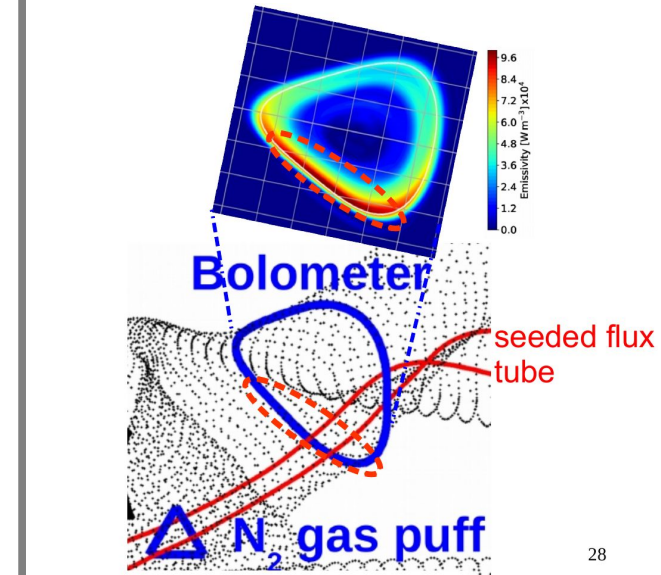 9.6
8.4
7.2
6.0
4.8
3.6
2.4
1.2
0.0
Emissivity [Wm⁻³]x10⁴
Bolometer
seeded flux
tube
N₂ gas puff
28